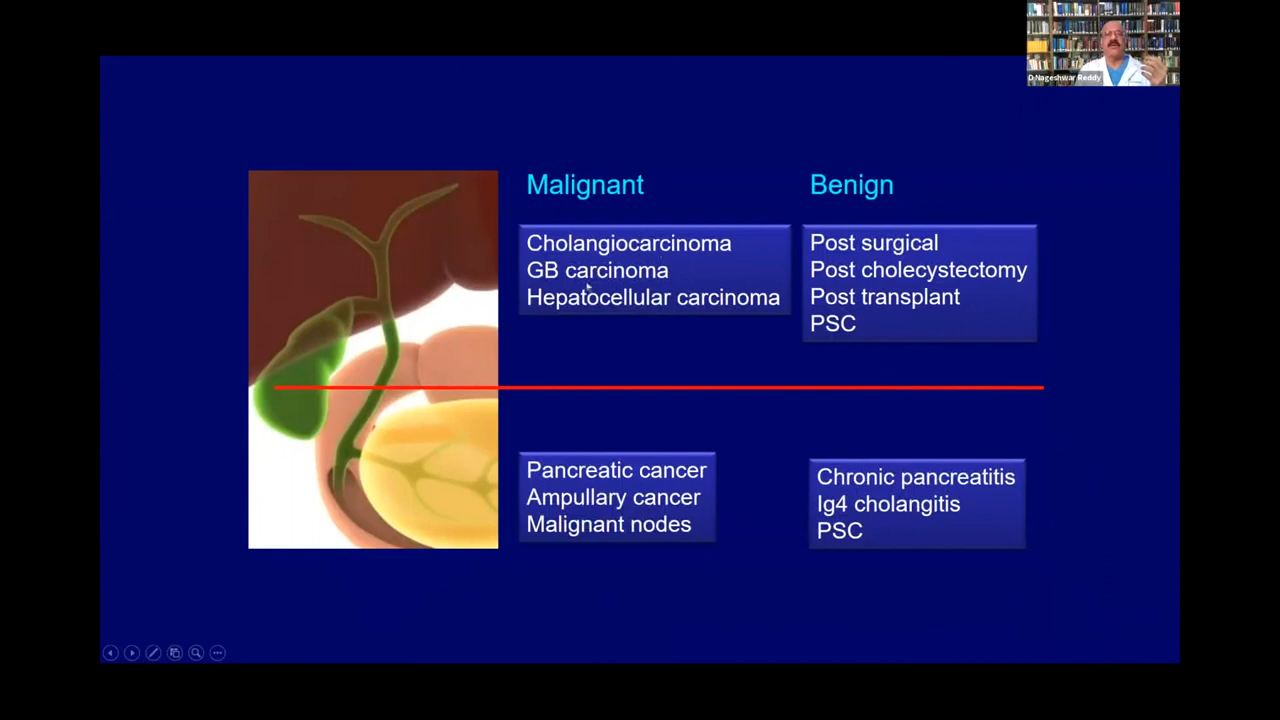 D Nageshwar Reddy
Malignant
Benign
Cholangiocarcinoma
GB carcinoma
Hepatocellular carcinoma
Post surgical
Post cholecystectomy
Post transplant
PSC
Pancreatic cancer
Ampullary cancer
Malignant nodes
Chronic pancreatitis
Ig4 cholangitis
PSC